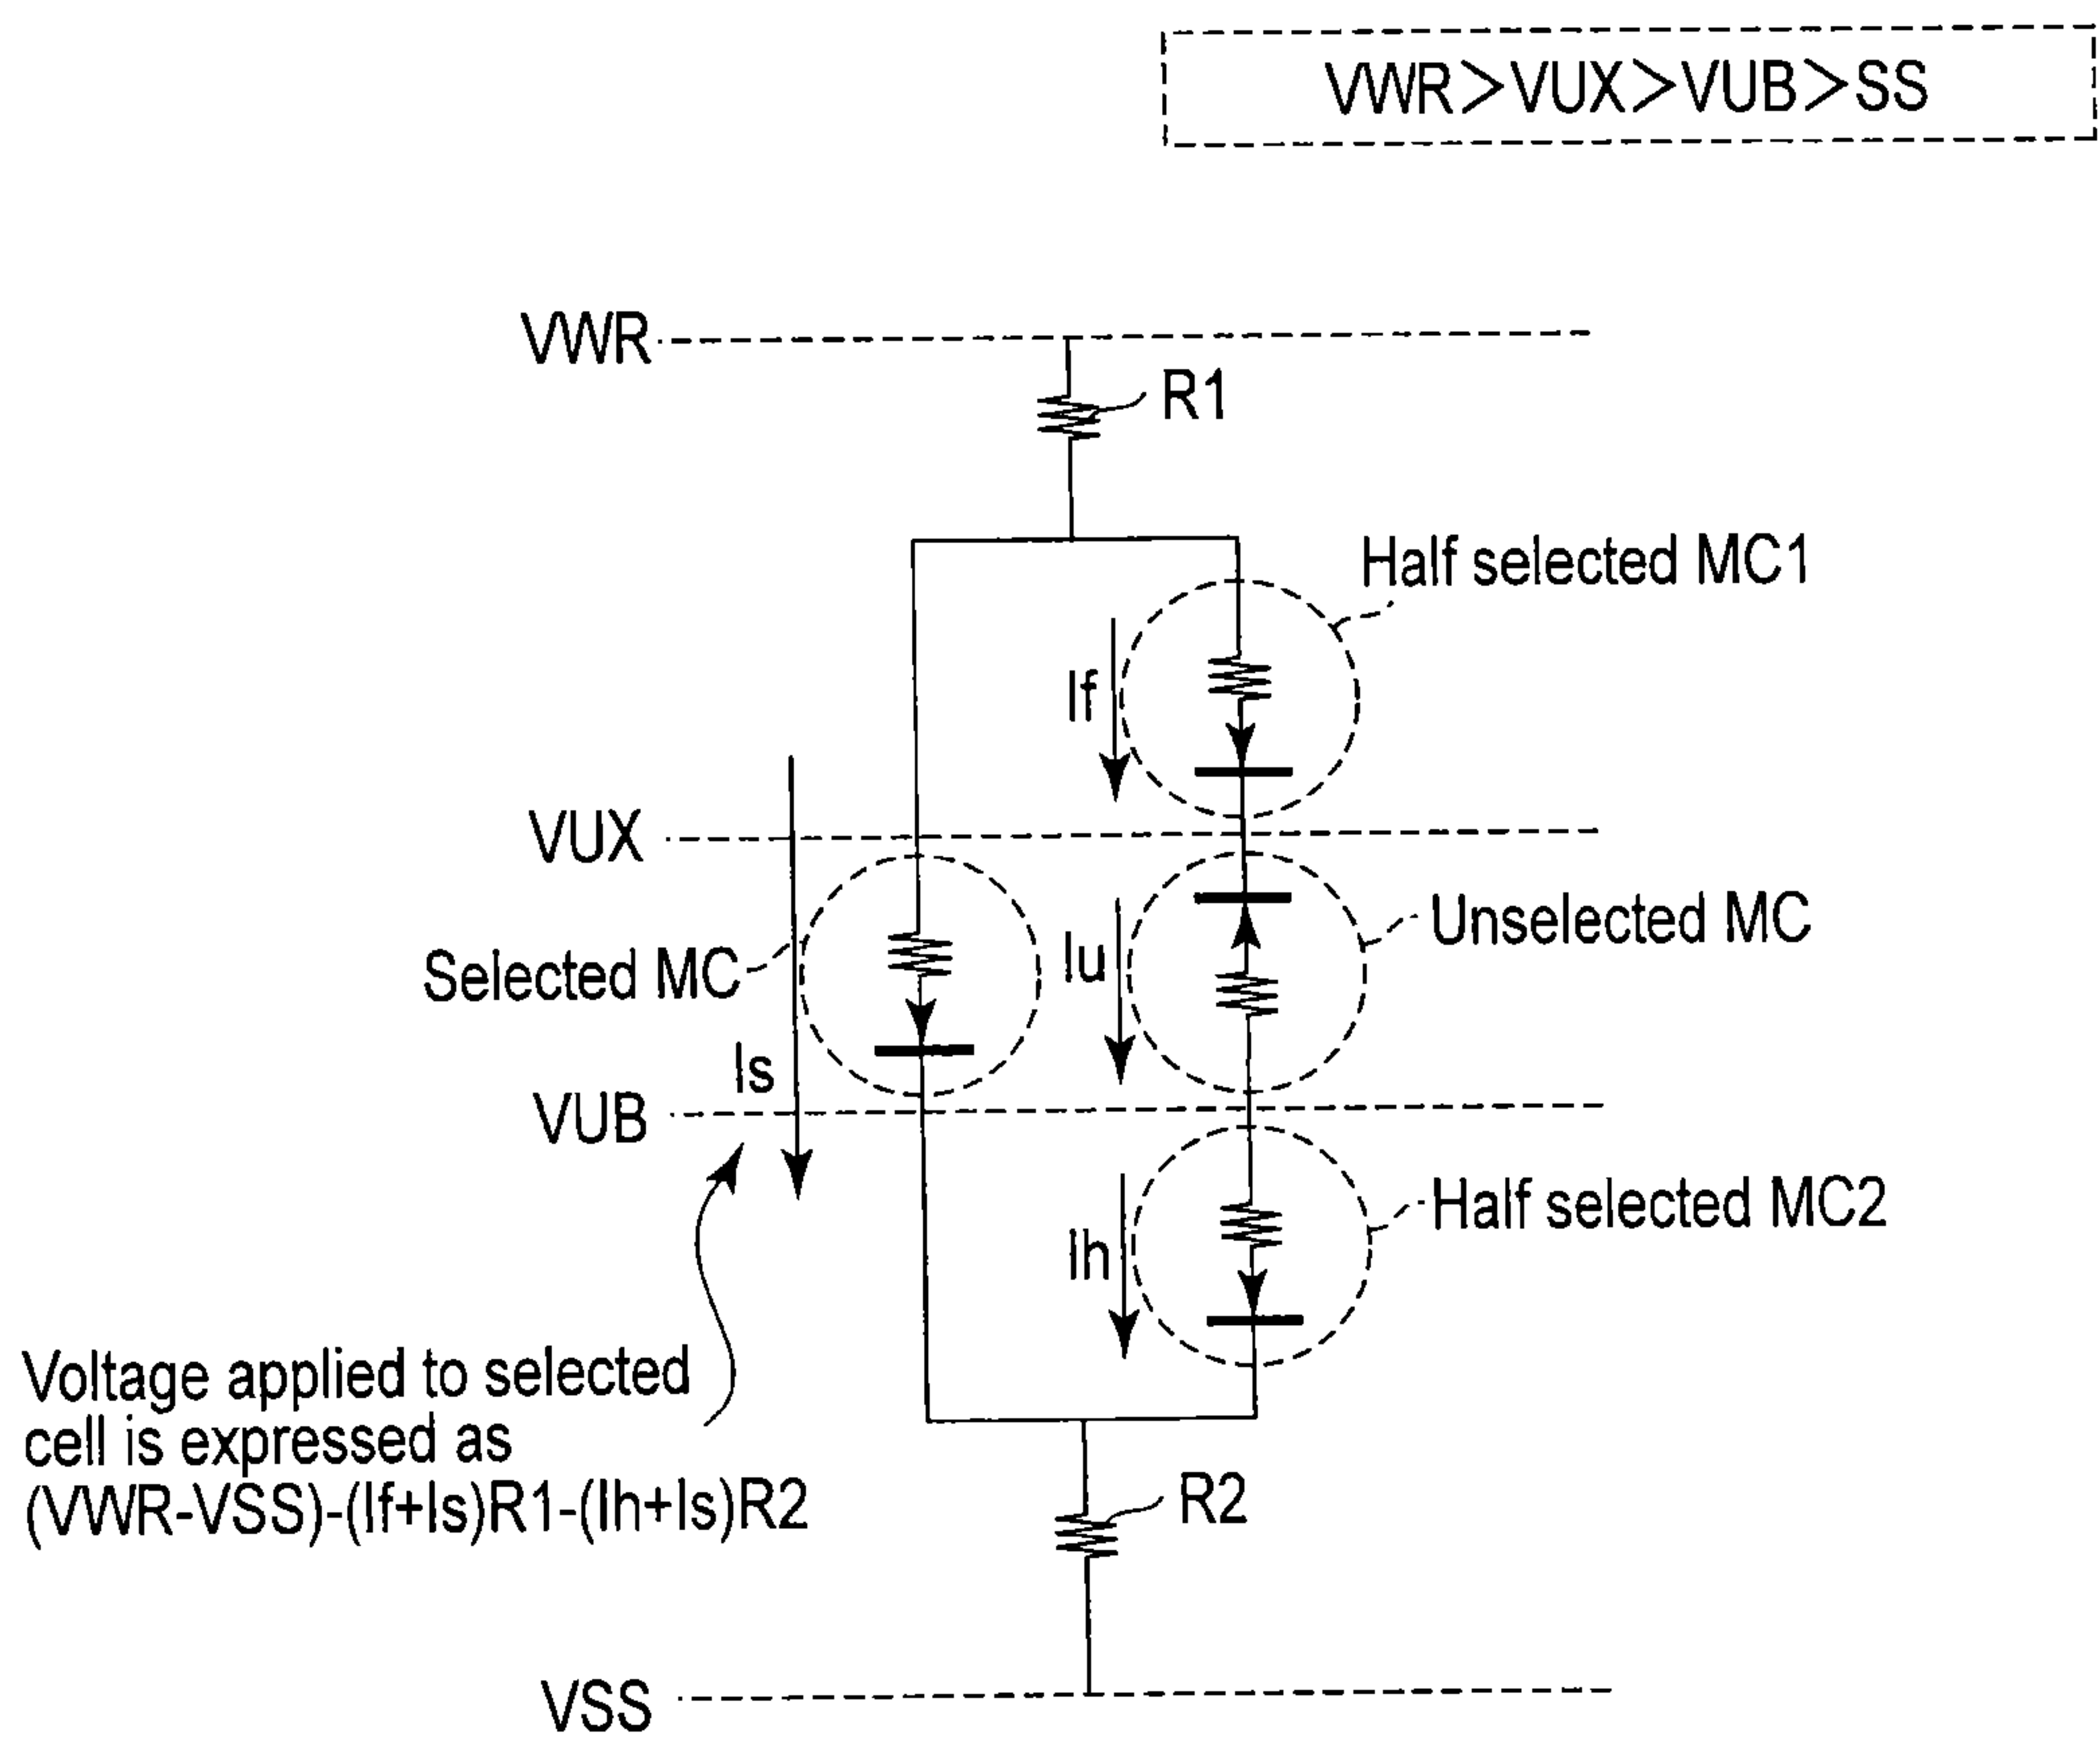 VWR>VUX>VUB>SS
VWR
R1
Half selected MC1
If
VUX
Selected MC
Unselected MC
Iu
Is
VUB
Half selected MC2
Ih
Voltage applied to selected
cell is expressed as
(VWR-VSS)-(If+Is)R1-(Ih+Is)R2
R2
VSS